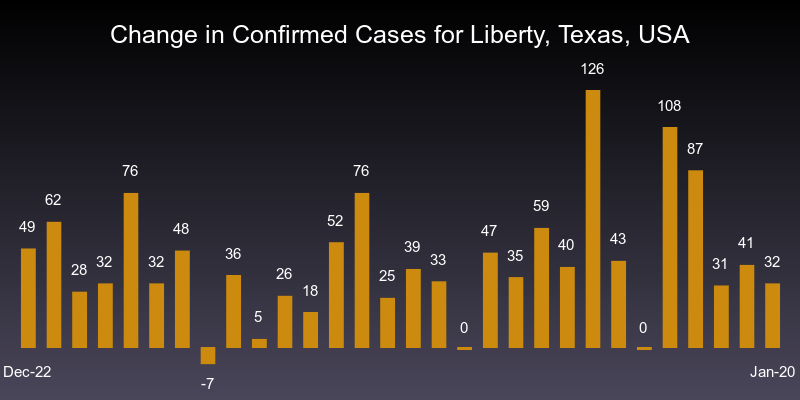 Change in Confirmed Cases for Liberty, Texas, USA
49 62 28 32 76 32 48 -7 36 5 26 18 52 76 25 39 33 0 47 35 59 40 126 43 0 108 87 31 41 32
Dec-22 Jan-20